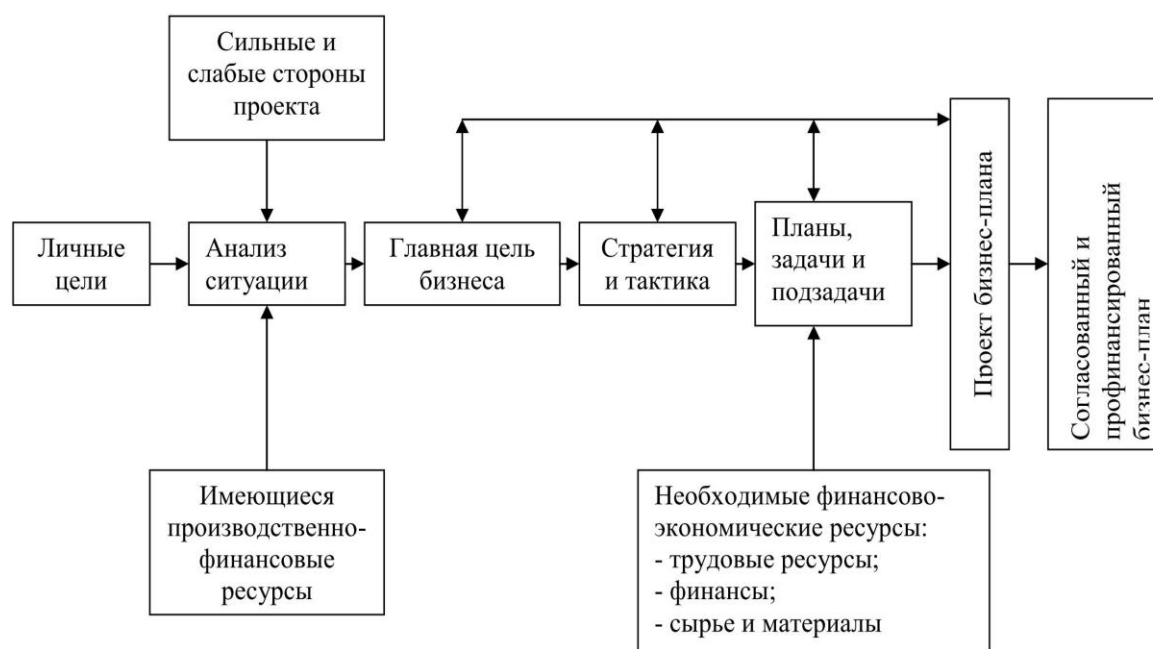 Сильные и
слабые стороны
проекта
Личные
цели
Анализ
ситуации
Главная цель
бизнеса
Стратегия
и тактика
Планы,
задачи и
подзадачи
Проект бизнес-плана
Согласованный и
профинансированный
бизнес-план
Имеющиеся
производственно-
финансовые
ресурсы
Необходимые финансово-
экономические ресурсы:
- трудовые ресурсы;
- финансы;
- сырье и материалы